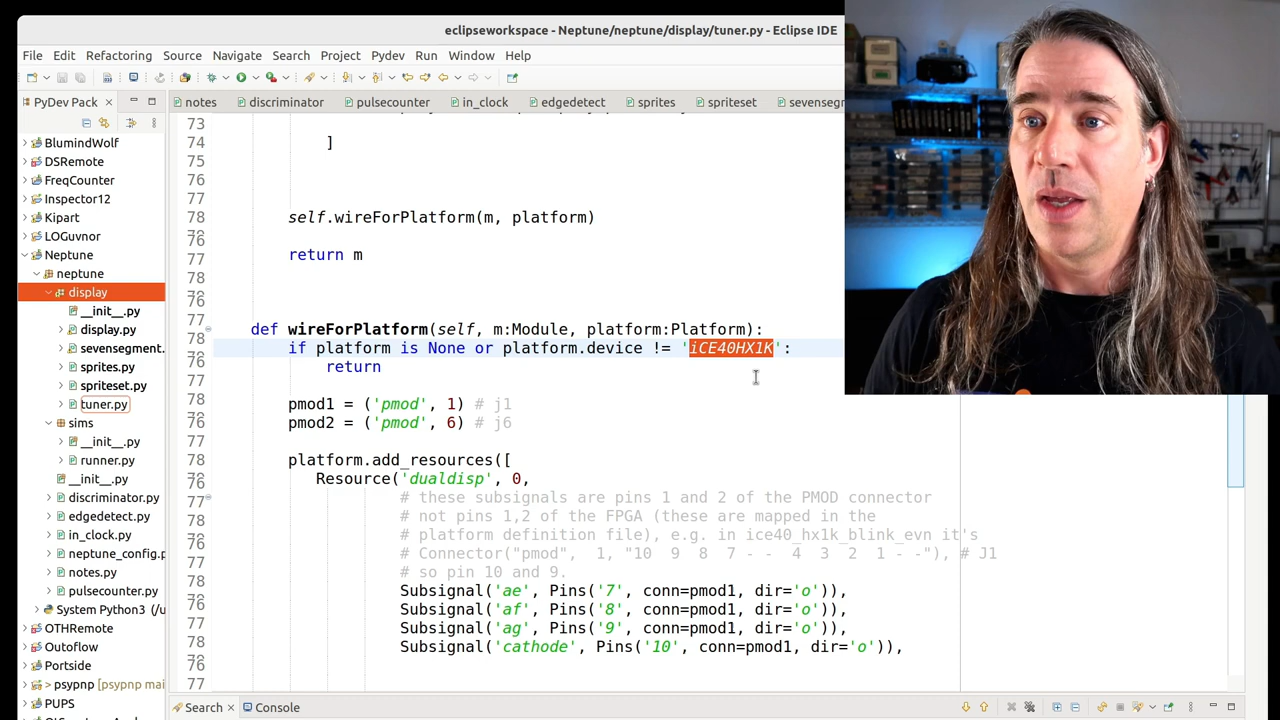 eclipseworkspace - Neptune/neptune/display/tuner.py - Eclipse IDE
File Edit Refactoring Source Navigate Search Project Pydev Run Window Help
PyDev Pack
notes discriminator pulsecounter in_clock edgedetect sprites spriteset sevensegment
BlumindWolf
DSRemote
FreqCounter
Inspector12
Kipart
LOGuvnor
Neptune
neptune
display
__init__.py
display.py
sevensegment.
sprites.py
spriteset.py
tuner.py
sims
__init__.py
runner.py
__init__.py
discriminator.py
edgedetect.py
in_clock.py
neptune_config.p
notes.py
pulsecounter.py
System Python3 (/u
OTHRemote
Outoflow
Portside
> psypnp [psypnp mai
PUPS
73
74 ]
75
76
77
78 self.wireForPlatform(m, platform)
76
77 return m
78
76
77 def wireForPlatform(self, m:Module, platform:Platform):
78 if platform is None or platform.device != 'iCE40HX1K':
76 return
77
78 pmod1 = ('pmod', 1) # j1
76 pmod2 = ('pmod', 6) # j6
77
78 platform.add_resources([
76 Resource('dualdisp', 0,
77 # these subsignals are pins 1 and 2 of the PMOD connector
78 # not pins 1,2 of the FPGA (these are mapped in the
76 # platform definition file), e.g. in ice40_hx1k_blink_evn it's
77 # Connector("pmod", 1, "10 9 8 7 - - 4 3 2 1 - -"), # J1
78 # so pin 10 and 9.
76 Subsignal('ae', Pins('7', conn=pmod1, dir='o')),
76 Subsignal('af', Pins('8', conn=pmod1, dir='o')),
77 Subsignal('ag', Pins('9', conn=pmod1, dir='o')),
78 Subsignal('cathode', Pins('10', conn=pmod1, dir='o')),
76
77
Search Console